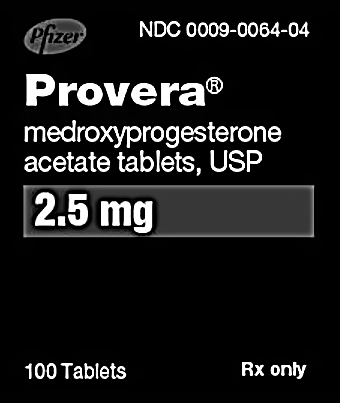 Pfizer
NDC 0009-0064-04
Provera®
medroxyprogesterone
acetate tablets, USP
2.5 mg
100 Tablets
Rx only